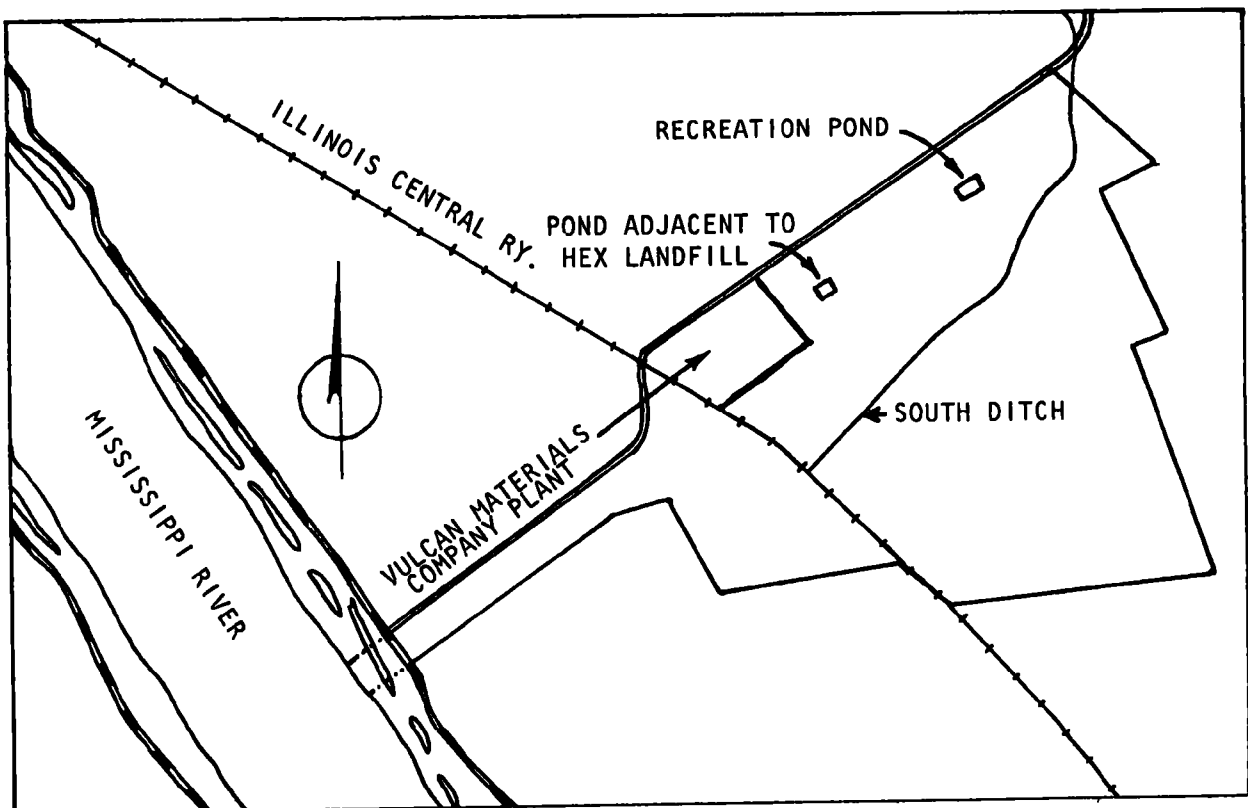 ILLINOIS CENTRAL RY.
RECREATION POND
POND ADJACENT TO
HEX LANDFILL
SOUTH DITCH
VULCAN MATERIALS
COMPANY PLANT
MISSISSIPPI RIVER